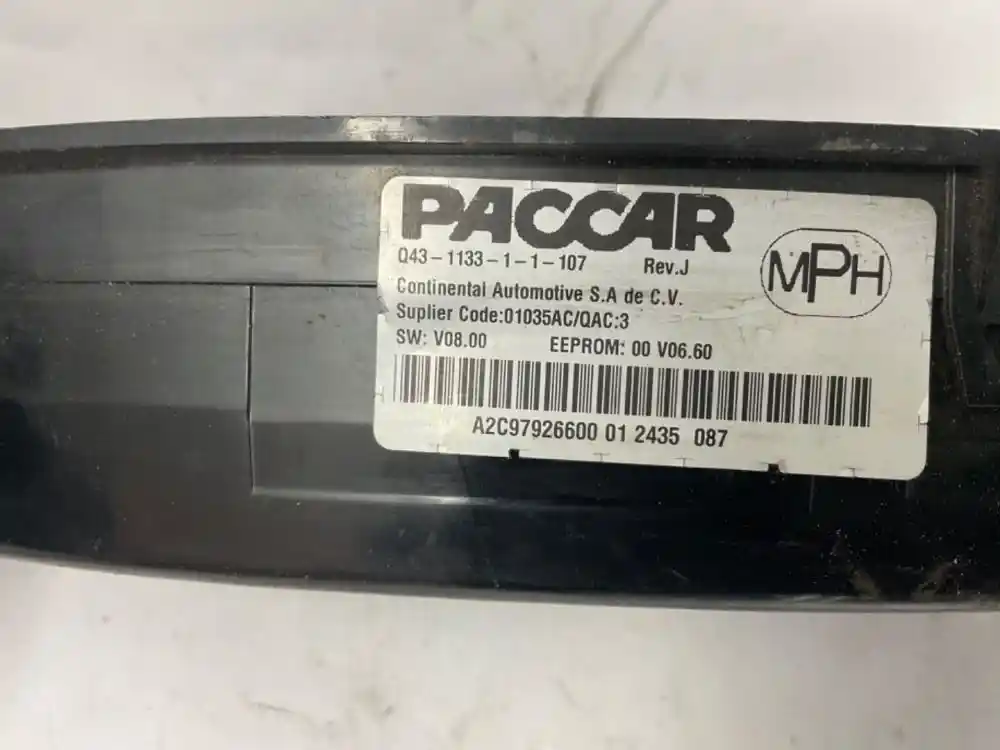 PACCAR
Q43-1133-1-1-107 Rev.J
MPH
Continental Automotive S.A de C.V.
Suplier Code:01035AC/QAC:3
SW: V08.00 EEPROM: 00 V06.60
A2C97926600 01 2435 087